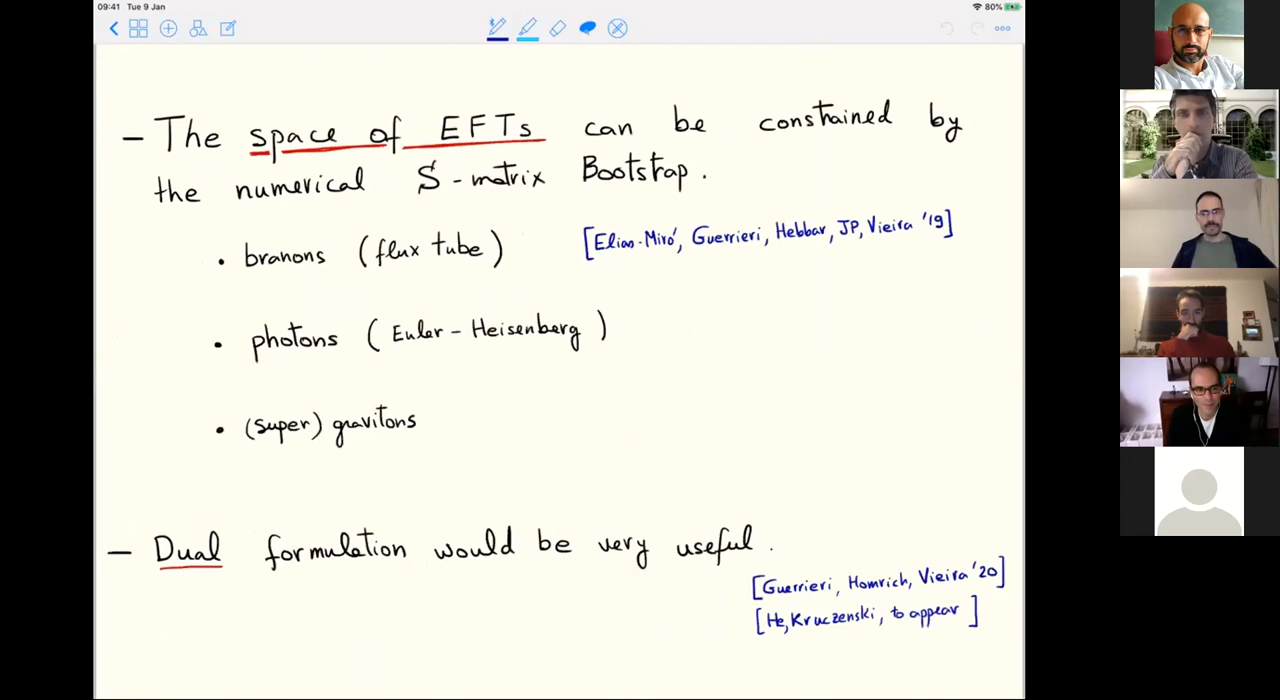 09:41 Tue 9 Jan
80%
- The space of EFTs can be constrained by
the numerical S-matrix Bootstrap.
• branons (flux tube) [Elias-Miró, Guerrieri, Hebbar, JP, Vieira '19]
• photons (Euler-Heisenberg)
• (super) gravitons
- Dual formulation would be very useful.
[Guerrieri, Homrich, Vieira '20]
[He, Kruczenski, to appear]